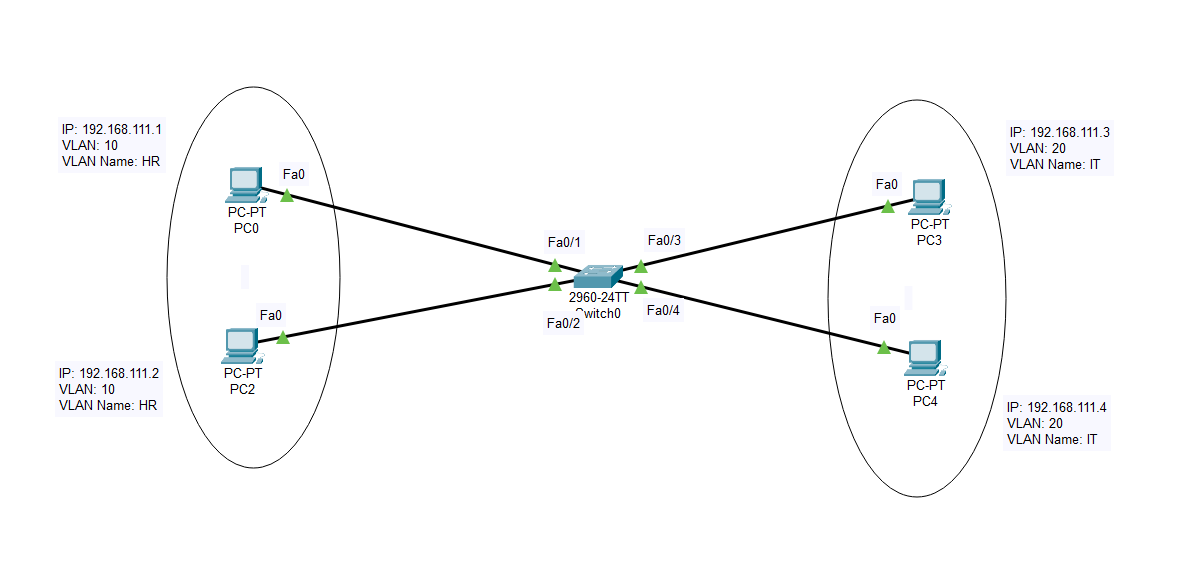 IP: 192.168.111.1
VLAN: 10
VLAN Name: HR
Fa0
PC-PT
PC0
Fa0
PC-PT
PC2
IP: 192.168.111.2
VLAN: 10
VLAN Name: HR
Fa0/1
Fa0/3
2960-24TT
Switch0
Fa0/2
Fa0/4
IP: 192.168.111.3
VLAN: 20
VLAN Name: IT
Fa0
PC-PT
PC3
Fa0
PC-PT
PC4
IP: 192.168.111.4
VLAN: 20
VLAN Name: IT